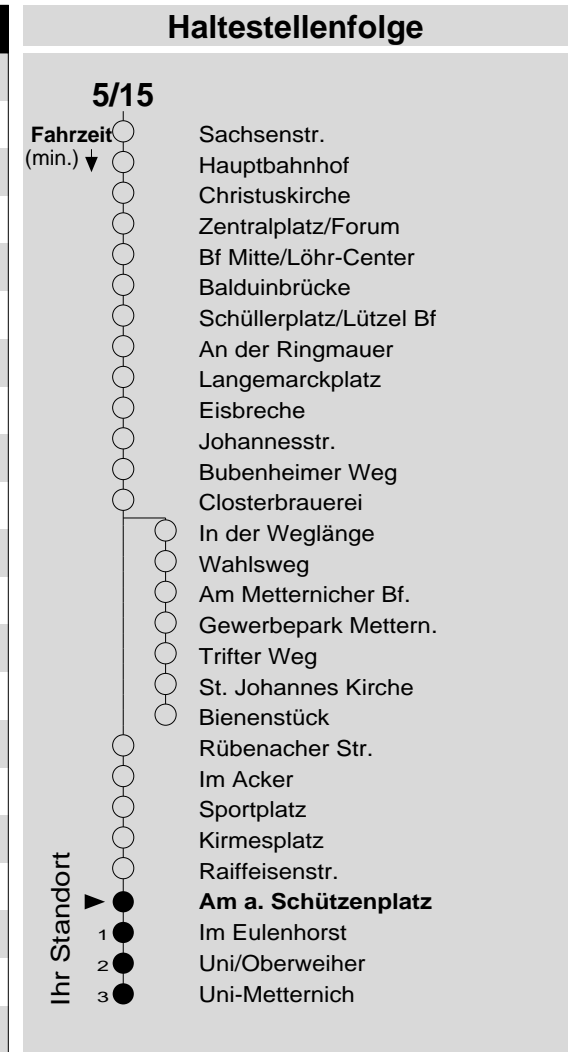 Haltestellenfolge
5/15
Fahrzeit
(min.)
Sachsenstr.
Hauptbahnhof
Christuskirche
Zentralplatz/Forum
Bf Mitte/Löhr-Center
Balduinbrücke
Schüllerplatz/Lützel Bf
An der Ringmauer
Langemarckplatz
Eisbreche
Johannesstr.
Bubenheimer Weg
Closterbrauerei
In der Weglänge
Wahlsweg
Am Metternicher Bf.
Gewerbepark Mettern.
Trifter Weg
St. Johannes Kirche
Bienenstück
Rübenacher Str.
Im Acker
Sportplatz
Kirmesplatz
Raiffeisenstr.
Ihr Standort
Am a. Schützenplatz
1 Im Eulenhorst
2 Uni/Oberweiher
3 Uni-Metternich